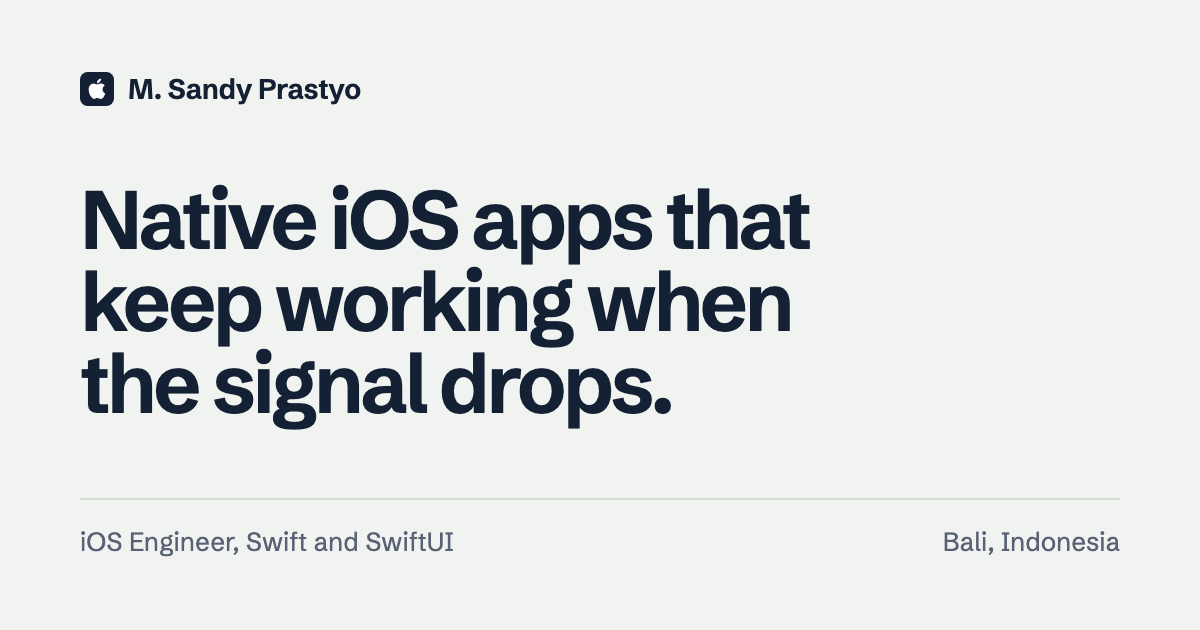 M. Sandy Prastyo
Native iOS apps that
keep working when
the signal drops.
iOS Engineer, Swift and SwiftUI
Bali, Indonesia